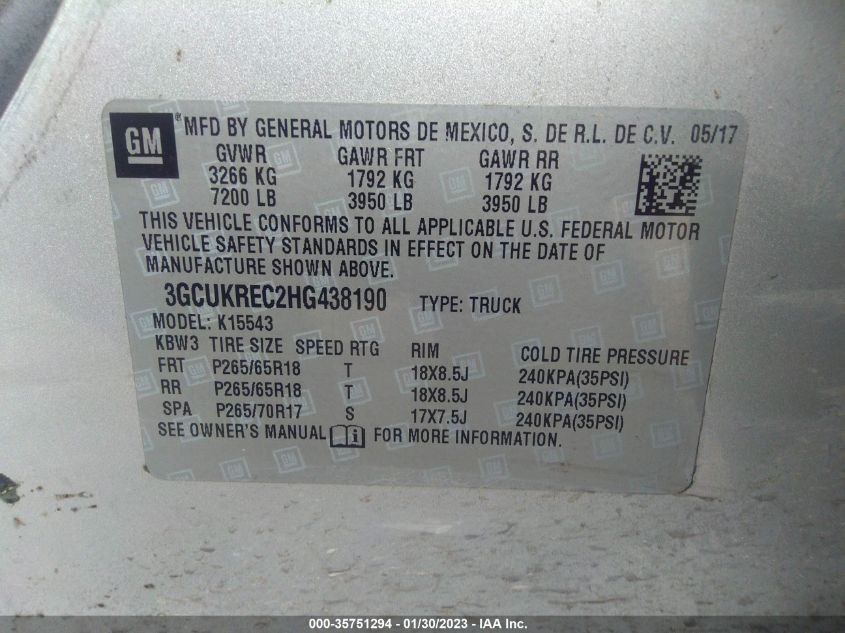 GM ® MFD BY GENERAL MOTORS DE MEXICO, S. DE R.L. DE C.V. 05/17
GVWR GAWR FRT GAWR RR
3266 KG 1792 KG 1792 KG
7200 LB 3950 LB 3950 LB
THIS VEHICLE CONFORMS TO ALL APPLICABLE U.S. FEDERAL MOTOR
VEHICLE SAFETY STANDARDS IN EFFECT ON THE DATE OF
MANUFACTURE SHOWN ABOVE.
3GCUKREC2HG438190 TYPE: TRUCK
MODEL: K15543
KBW3 TIRE SIZE SPEED RTG RIM COLD TIRE PRESSURE
FRT P265/65R18 T 18X8.5J 240KPA(35PSI)
RR P265/65R18 T 18X8.5J 240KPA(35PSI)
SPA P265/70R17 S 17X7.5J 240KPA(35PSI)
SEE OWNER'S MANUAL i FOR MORE INFORMATION.
000-35751294 - 01/30/2023 - IAA Inc.